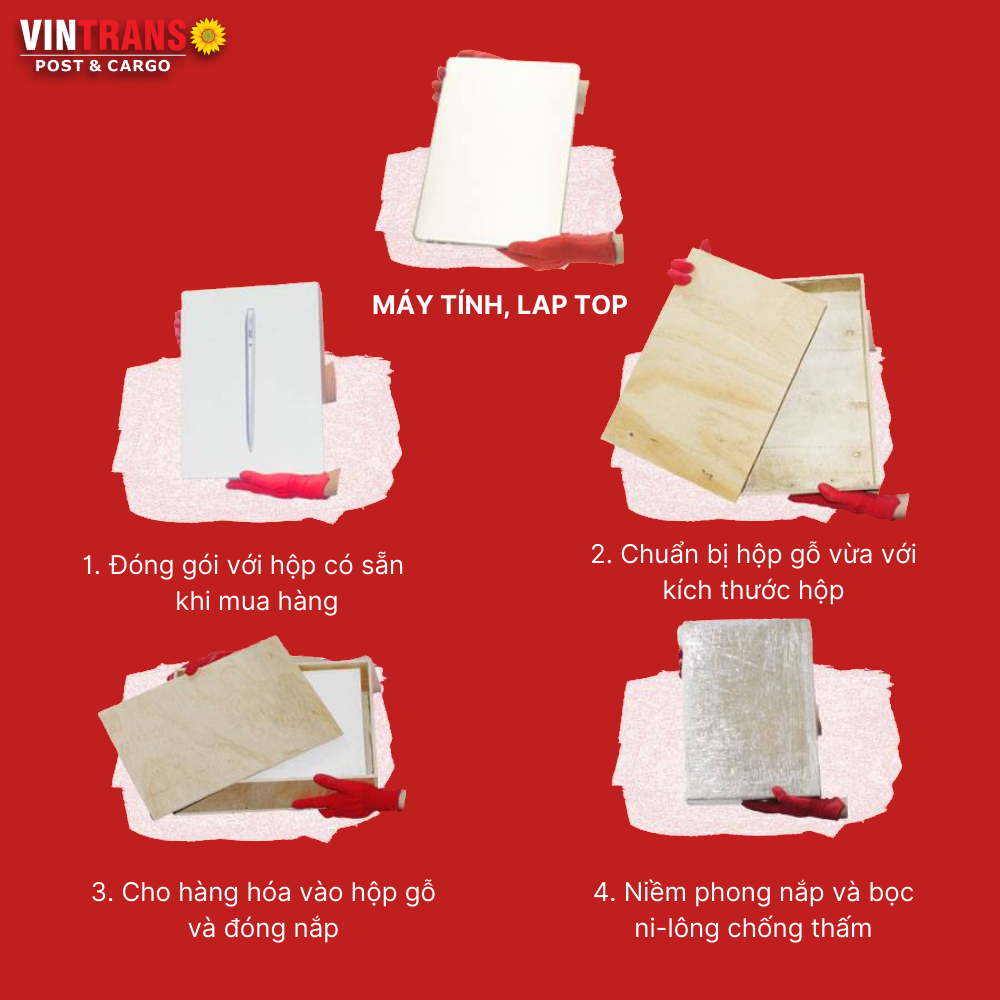 VINTRANS
POST & CARGO
MÁY TÍNH, LAP TOP
1. Đóng gói với hộp có sẵn
khi mua hàng
2. Chuẩn bị hộp gỗ vừa với
kích thước hộp
3. Cho hàng hóa vào hộp gỗ
và đóng nắp
4. Niềm phong nắp và bọc
ni-lông chống thấm